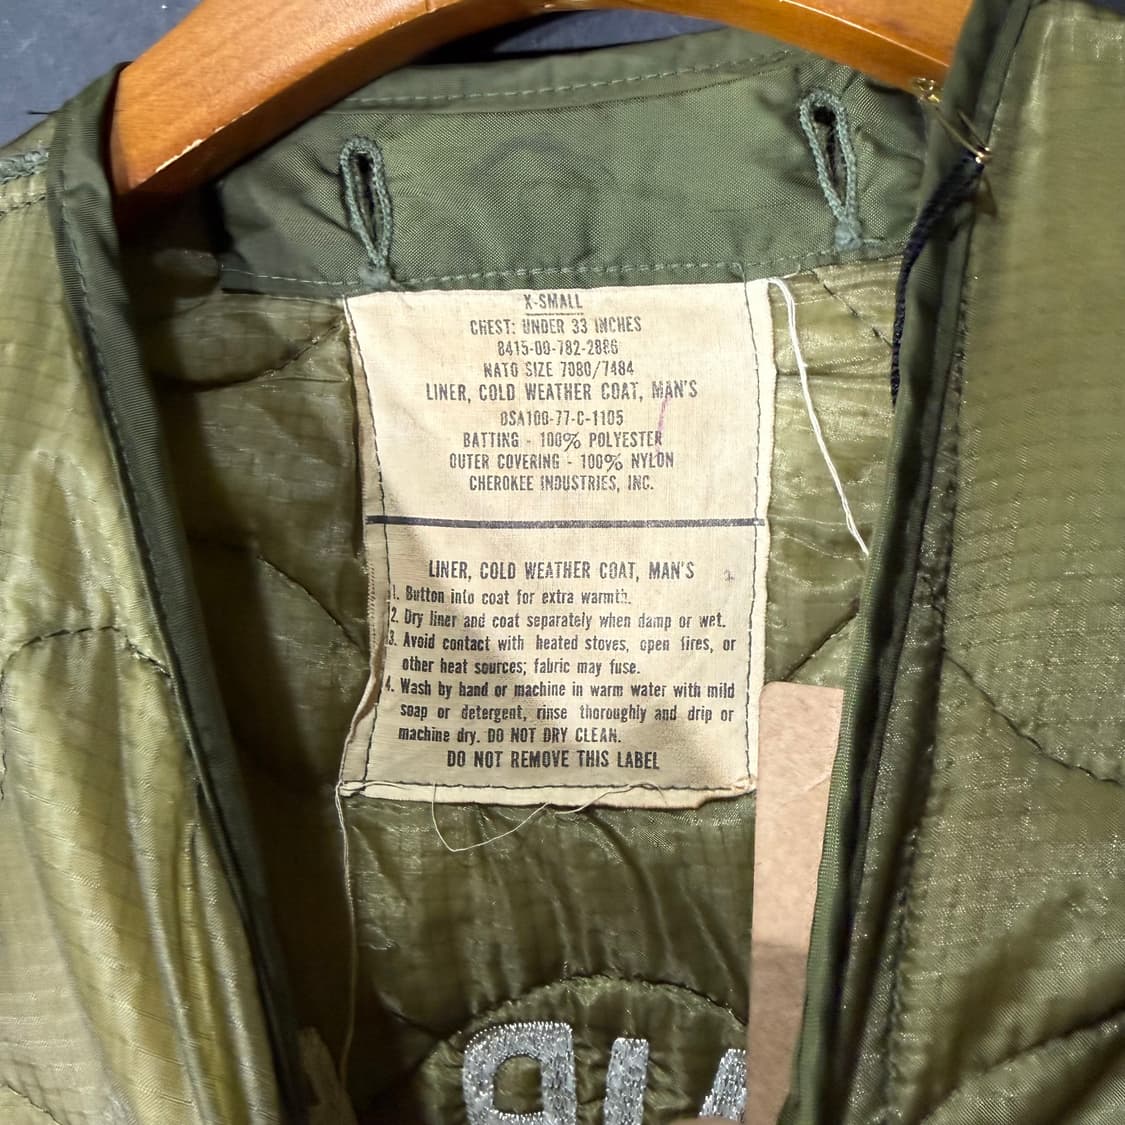 X-SMALL
CHEST: UNDER 33 INCHES
8415-00-782-2886
NATO SIZE 7080/7484
LINER, COLD WEATHER COAT, MAN'S
DSA100-77-C-1105
BATTING - 100% POLYESTER
OUTER COVERING - 100% NYLON
CHEROKEE INDUSTRIES, INC.
LINER, COLD WEATHER COAT, MAN'S
1. Button into coat for extra warmth.
2. Dry liner and coat separately when damp or wet.
3. Avoid contact with heated stoves, open fires, or
other heat sources; fabric may fuse.
4. Wash by hand or machine in warm water with mild
soap or detergent, rinse thoroughly and drip or
machine dry. DO NOT DRY CLEAN.
DO NOT REMOVE THIS LABEL